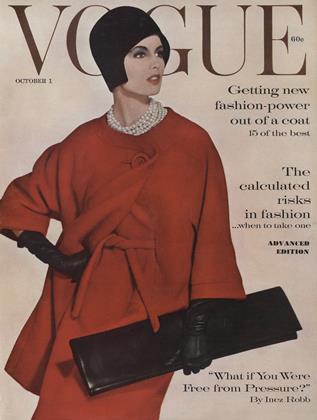 VOGUE
60c
OCTOBER 1
Getting new
fashion-power
out of a coat
15 of the best
The
calculated
risks
in fashion
...when to take one
ADVANCED
EDITION
"What if You Were
Free from Pressure?"
By Inez Robb